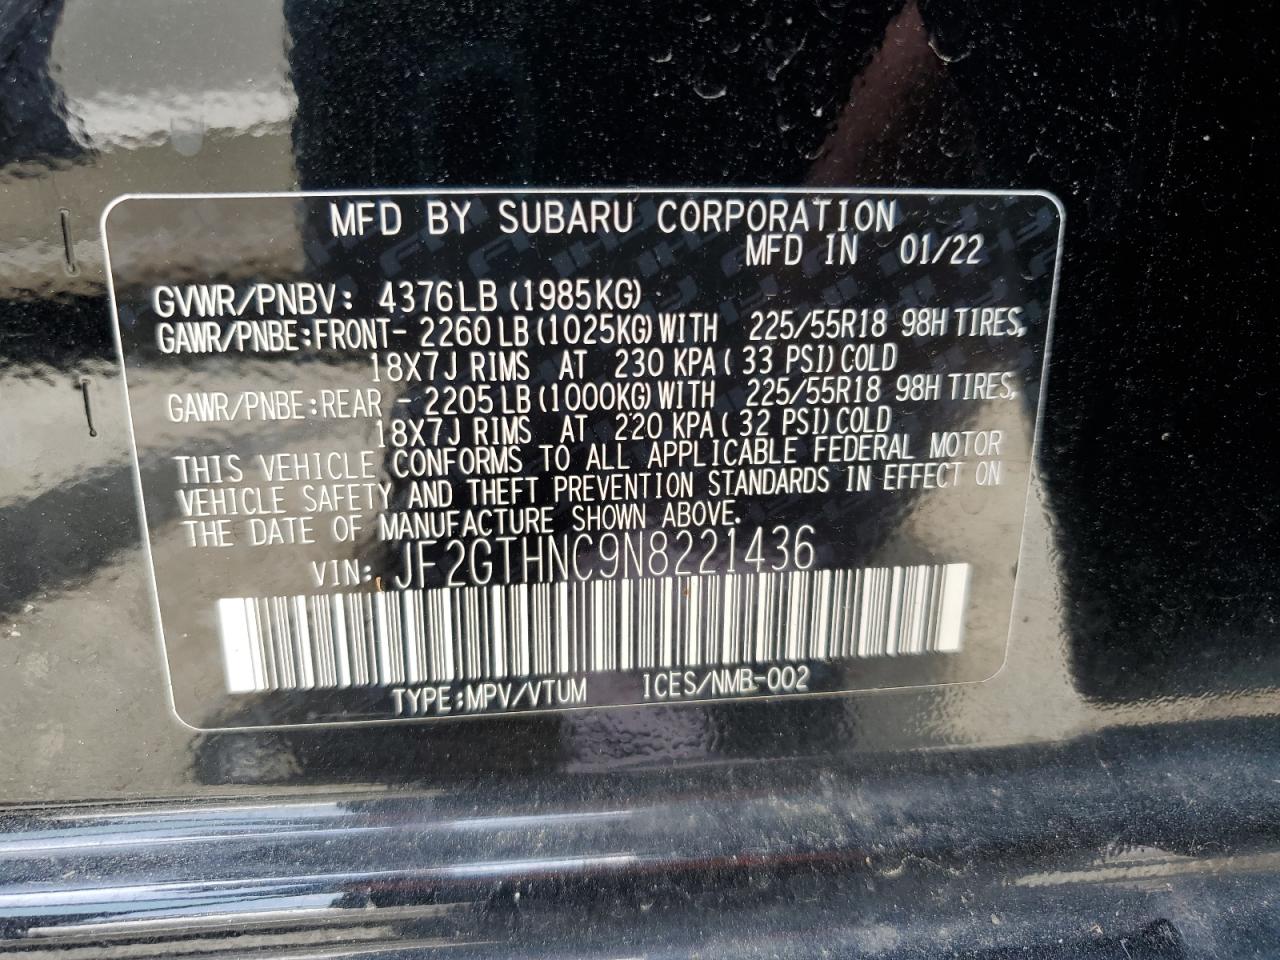 MFD BY SUBARU CORPORATION
MFD IN 01/22
GVWR/PNBV: 4376LB(1985KG)
GAWR/PNBE:FRONT- 2260LB(1025KG)WITH 225/55R18 98H TIRES,
18X7J RIMS AT 230 KPA( 33 PSI)COLD
GAWR/PNBE:REAR - 2205LB(1000KG)WITH 225/55R18 98H TIRES,
18X7J RIMS AT 220 KPA( 32 PSI)COLD
THIS VEHICLE CONFORMS TO ALL APPLICABLE FEDERAL MOTOR
VEHICLE SAFETY AND THEFT PREVENTION STANDARDS IN EFFECT ON
THE DATE OF MANUFACTURE SHOWN ABOVE.
VIN: JF2GTHNC9N8221436
TYPE:MPV/VTUM ICES/NMB-002